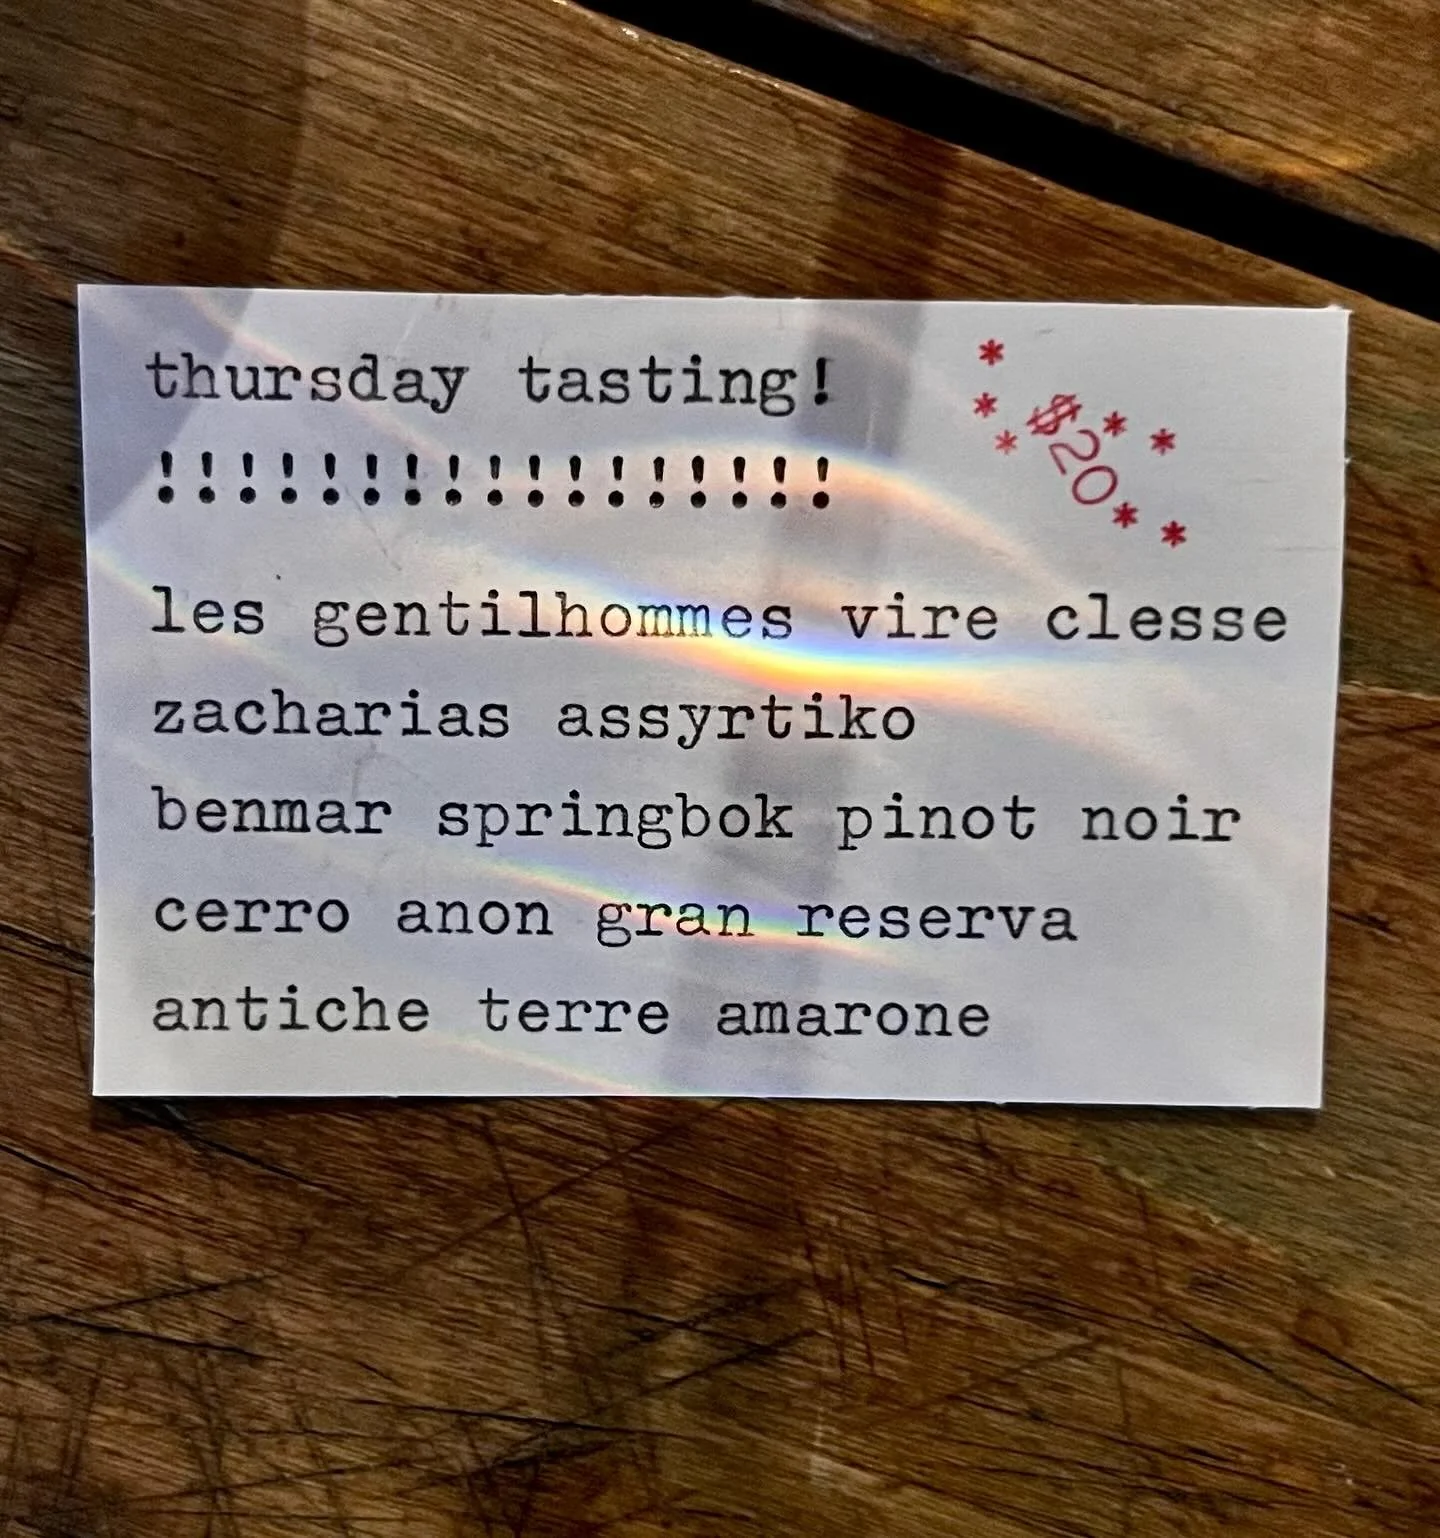 thursday tasting!
!!!!!!!!!!!!!!!!!
*
* $20 * *
*
* *
les gentilhommes vire clesse
zacharias assyrtiko
benmar springbok pinot noir
cerro anon gran reserva
antiche terre amarone